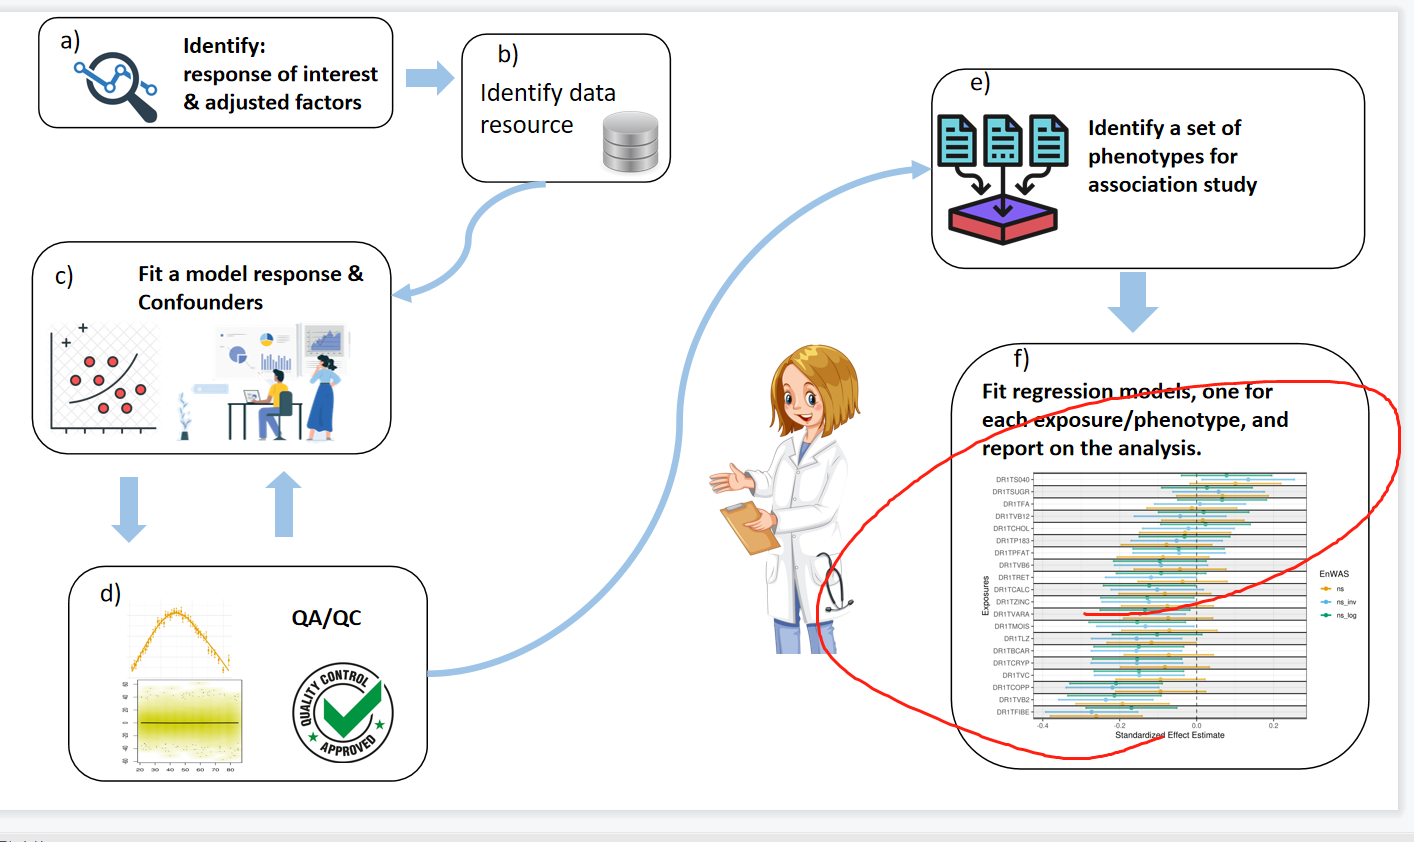 a)
Identify:
response of interest
& adjusted factors
b)
Identify data
resource
c)
Fit a model response &
Confounders
d)
QA/QC
QUALITY CONTROL
APPROVED
20 30 40 50 60 70 80
e)
Identify a set of
phenotypes for
association study
f)
Fit regression models, one for
each exposure/phenotype, and
report on the analysis.
DR1TS040
DR1TSUGR
DR1TFA
DR1TVB12
DR1TCHOL
DR1TP183
DR1TPFAT
DR1TVB6
DR1TRET
DR1TCALC
DR1TZINC
DR1TVARA
DR1TMOIS
DR1TLZ
DR1TBCAR
DR1TCRYP
DR1TVC
DR1TCOPP
DR1TVB2
DR1TFIBE
Exposures
-0.4 -0.2 0.0 0.2
Standardized Effect Estimate
EnWAS
ns
ns_inv
ns_log